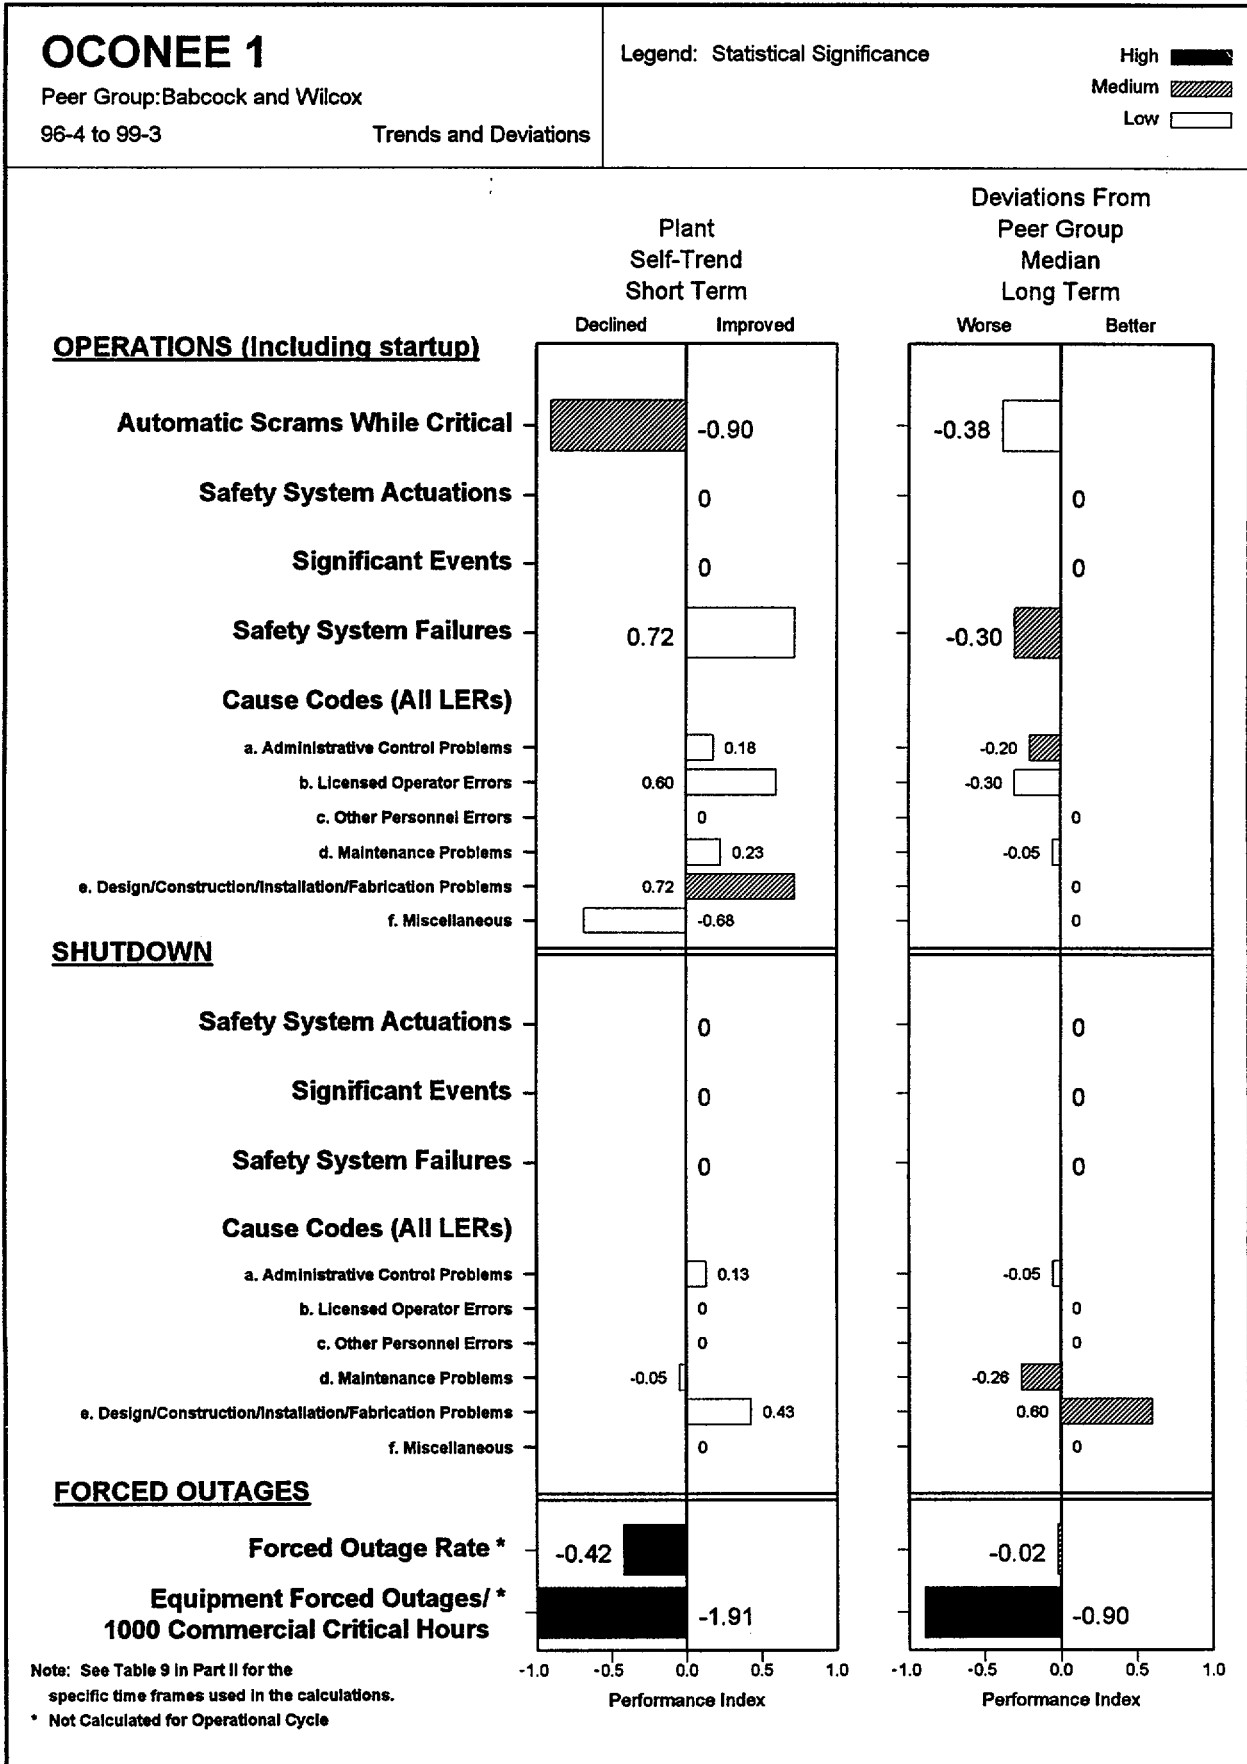 OCONEE 1
Peer Group:Babcock and Wilcox
96-4 to 99-3 Trends and Deviations
Legend: Statistical Significance
High
Medium
Low
Plant
Self-Trend
Short Term
Declined Improved
Deviations From
Peer Group
Median
Long Term
Worse Better
OPERATIONS (Including startup)
Automatic Scrams While Critical -0.90 -0.38
Safety System Actuations 0 0
Significant Events 0 0
Safety System Failures 0.72 -0.30
Cause Codes (All LERs)
a. Administrative Control Problems 0.18 -0.20
b. Licensed Operator Errors 0.60 -0.30
c. Other Personnel Errors 0 0
d. Maintenance Problems 0.23 -0.05
e. Design/Construction/Installation/Fabrication Problems 0.72 0
f. Miscellaneous -0.68 0
SHUTDOWN
Safety System Actuations 0 0
Significant Events 0 0
Safety System Failures 0 0
Cause Codes (All LERs)
a. Administrative Control Problems 0.13 -0.05
b. Licensed Operator Errors 0 0
c. Other Personnel Errors 0 0
d. Maintenance Problems -0.05 -0.26
e. Design/Construction/Installation/Fabrication Problems 0.43 0.60
f. Miscellaneous 0 0
FORCED OUTAGES
Forced Outage Rate * -0.42 -0.02
Equipment Forced Outages/ *
1000 Commercial Critical Hours -1.91 -0.90
-1.0 -0.5 0.0 0.5 1.0 -1.0 -0.5 0.0 0.5 1.0
Performance Index Performance Index
Note: See Table 9 in Part II for the
specific time frames used in the calculations.
* Not Calculated for Operational Cycle